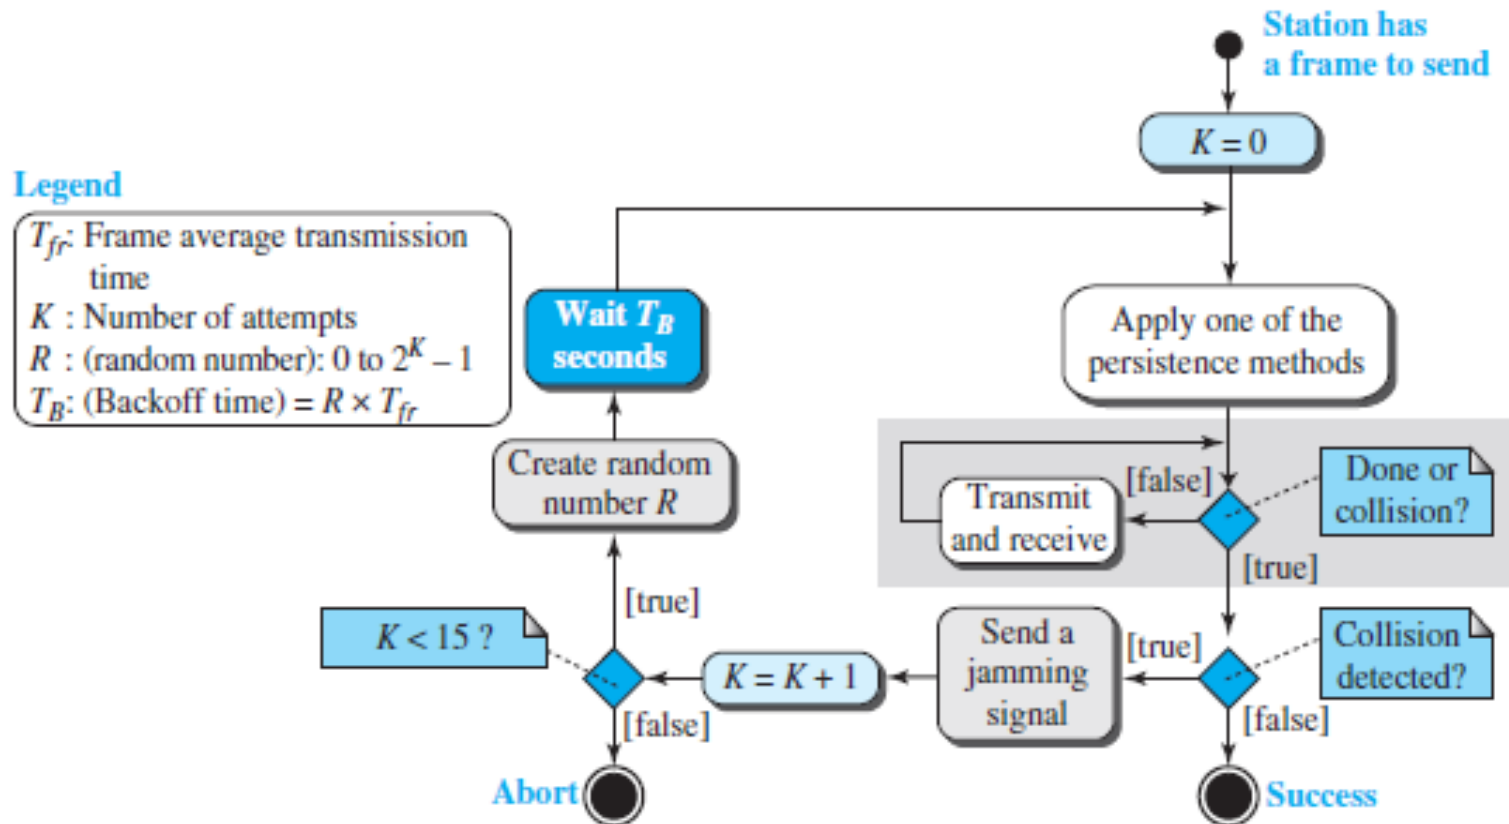 Station has
a frame to send
K = 0
Legend
T_fr: Frame average transmission
time
K : Number of attempts
R : (random number): 0 to 2^K – 1
T_B: (Backoff time) = R × T_fr
Wait T_B
seconds
Apply one of the
persistence methods
Create random
number R
Transmit
and receive
[false]
Done or
collision?
[true]
[true]
K < 15 ?
Send a
jamming
signal
[true]
Collision
detected?
K = K + 1
[false]
[false]
Abort
Success